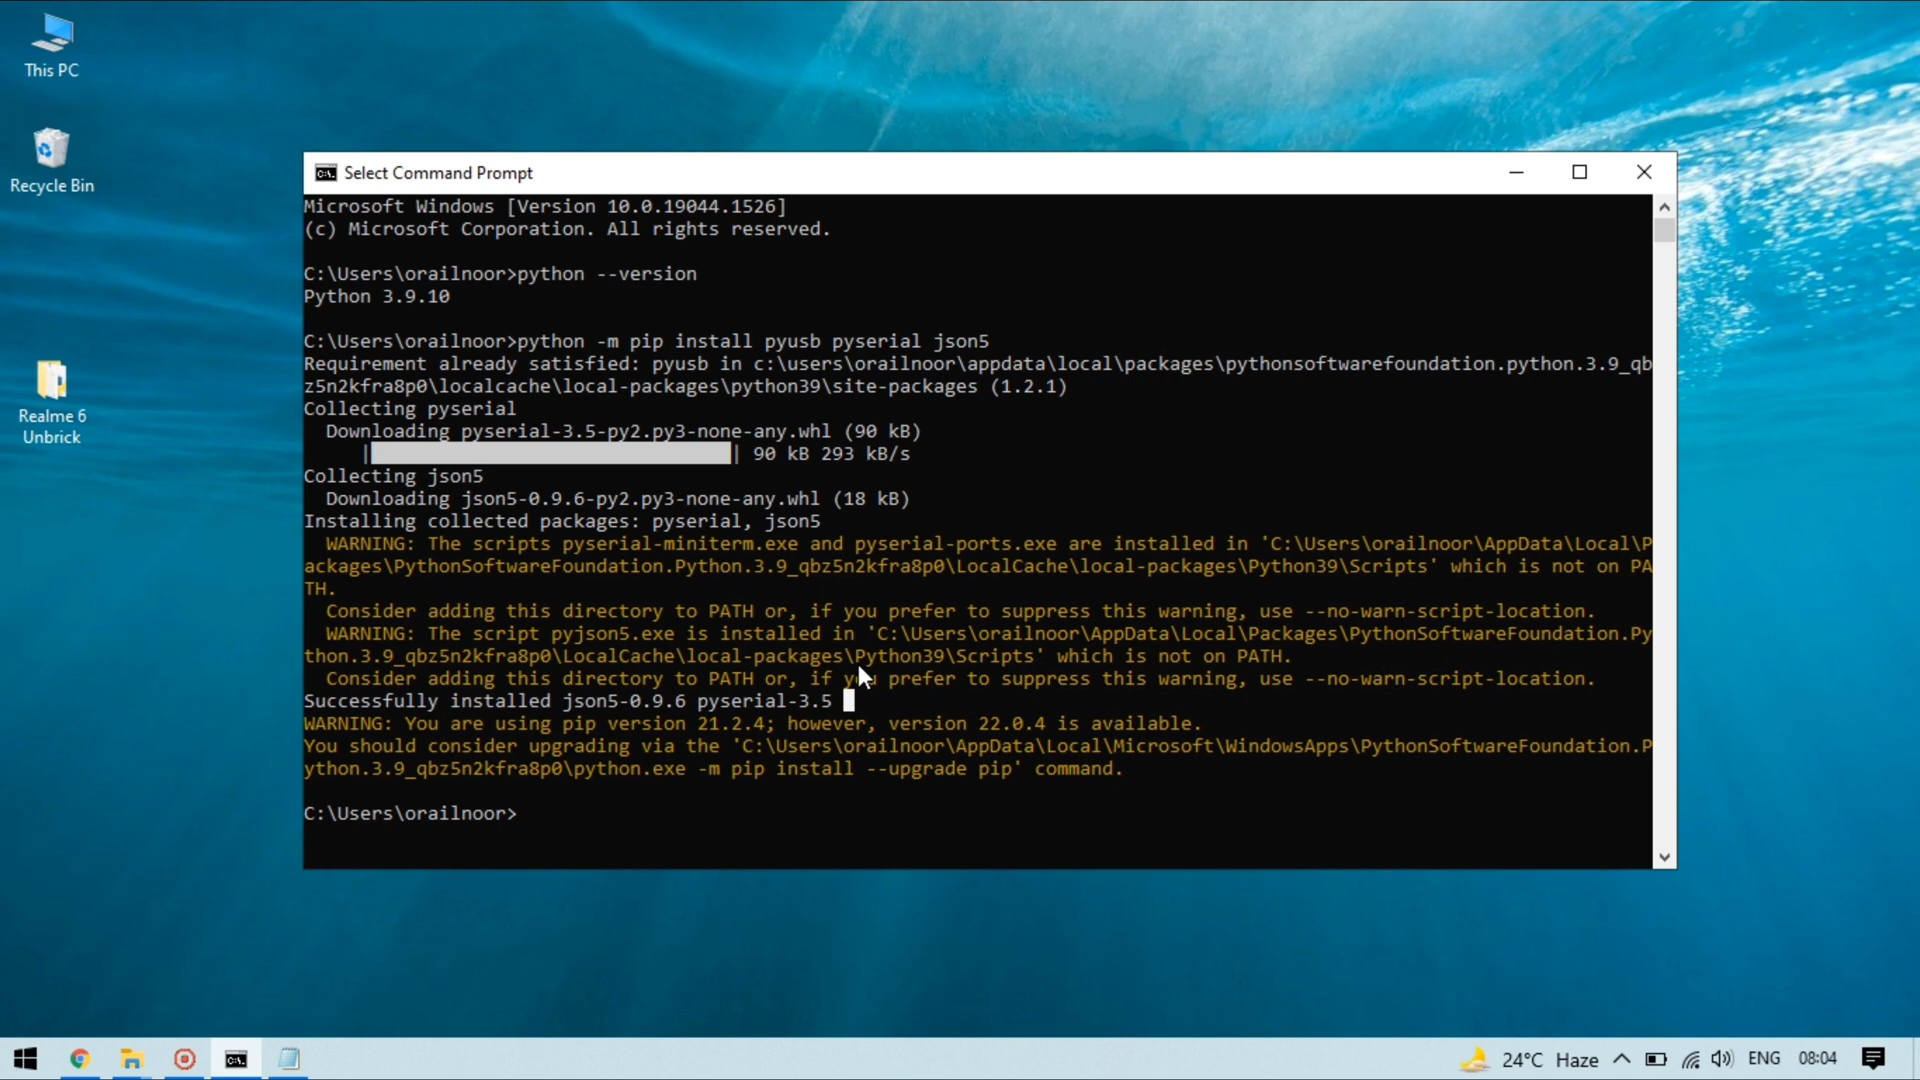 This PC
Recycle Bin
Realme 6
Unbrick
Select Command Prompt
Microsoft Windows [Version 10.0.19044.1526]
(c) Microsoft Corporation. All rights reserved.
C:\Users\orailnoor>python --version
Python 3.9.10
C:\Users\orailnoor>python -m pip install pyusb pyserial json5
Requirement already satisfied: pyusb in c:\users\orailnoor\appdata\local\packages\pythonsoftwarefoundation.python.3.9_qb
z5n2kfra8p0\localcache\local-packages\python39\site-packages (1.2.1)
Collecting pyserial
Downloading pyserial-3.5-py2.py3-none-any.whl (90 kB)
| | 90 kB 293 kB/s
Collecting json5
Downloading json5-0.9.6-py2.py3-none-any.whl (18 kB)
Installing collected packages: pyserial, json5
WARNING: The scripts pyserial-miniterm.exe and pyserial-ports.exe are installed in 'C:\Users\orailnoor\AppData\Local\P
ackages\PythonSoftwareFoundation.Python.3.9_qbz5n2kfra8p0\LocalCache\local-packages\Python39\Scripts' which is not on PA
TH.
Consider adding this directory to PATH or, if you prefer to suppress this warning, use --no-warn-script-location.
WARNING: The script pyjson5.exe is installed in 'C:\Users\orailnoor\AppData\Local\Packages\PythonSoftwareFoundation.Py
thon.3.9_qbz5n2kfra8p0\LocalCache\local-packages\Python39\Scripts' which is not on PATH.
Consider adding this directory to PATH or, if you prefer to suppress this warning, use --no-warn-script-location.
Successfully installed json5-0.9.6 pyserial-3.5
WARNING: You are using pip version 21.2.4; however, version 22.0.4 is available.
You should consider upgrading via the 'C:\Users\orailnoor\AppData\Local\Microsoft\WindowsApps\PythonSoftwareFoundation.P
ython.3.9_qbz5n2kfra8p0\python.exe -m pip install --upgrade pip' command.
C:\Users\orailnoor>
24°C Haze ENG 08:04